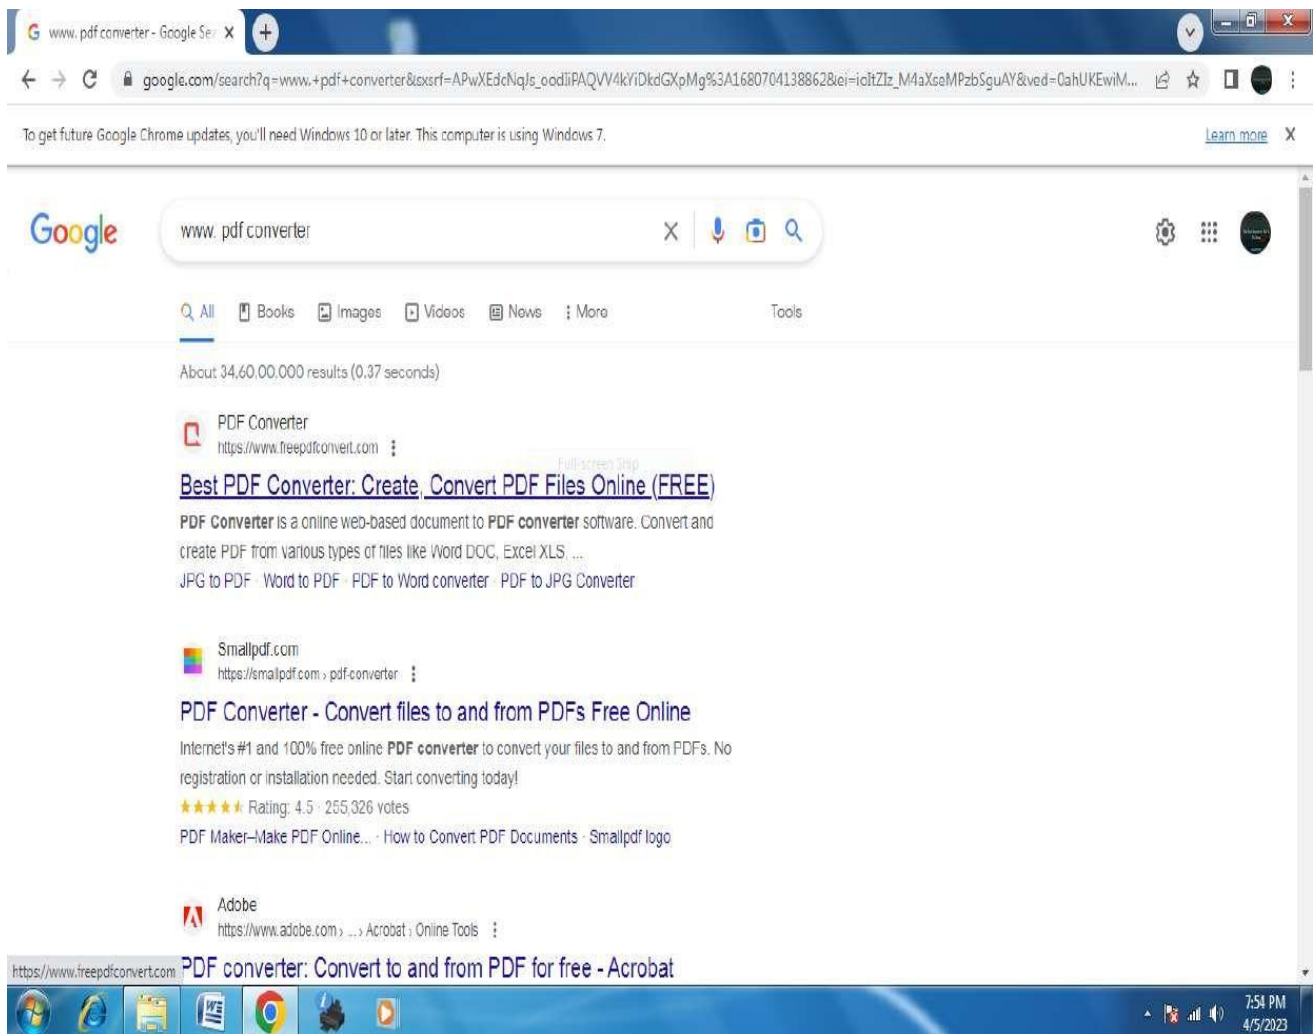 www. pdf converter - Google Sea
google.com/search?q=www.+pdf+converter&sxsrf=APwXEdcNqJs_oodIiPAQVV4kYiDkdGXpMg%3A1680704138862&ei=ioItZIz_M4aXseMPzbSguAY&ved=0ahUKEwiM...
To get future Google Chrome updates, you'll need Windows 10 or later. This computer is using Windows 7.
Learn more
Google
www. pdf converter
All Books Images Videos News More Tools
About 34,60,00,000 results (0.37 seconds)
PDF Converter
https://www.freepdfconvert.com
Full-screen Snip
Best PDF Converter: Create, Convert PDF Files Online (FREE)
PDF Converter is a online web-based document to PDF converter software. Convert and
create PDF from various types of files like Word DOC, Excel XLS, ...
JPG to PDF · Word to PDF · PDF to Word converter · PDF to JPG Converter
Smallpdf.com
https://smallpdf.com › pdf-converter
PDF Converter - Convert files to and from PDFs Free Online
Internet's #1 and 100% free online PDF converter to convert your files to and from PDFs. No
registration or installation needed. Start converting today!
Rating: 4.5 · 255,326 votes
PDF Maker–Make PDF Online... · How to Convert PDF Documents · Smallpdf logo
Adobe
https://www.adobe.com › ... › Acrobat › Online Tools
PDF converter: Convert to and from PDF for free - Acrobat
https://www.freepdfconvert.com
7:54 PM
4/5/2023